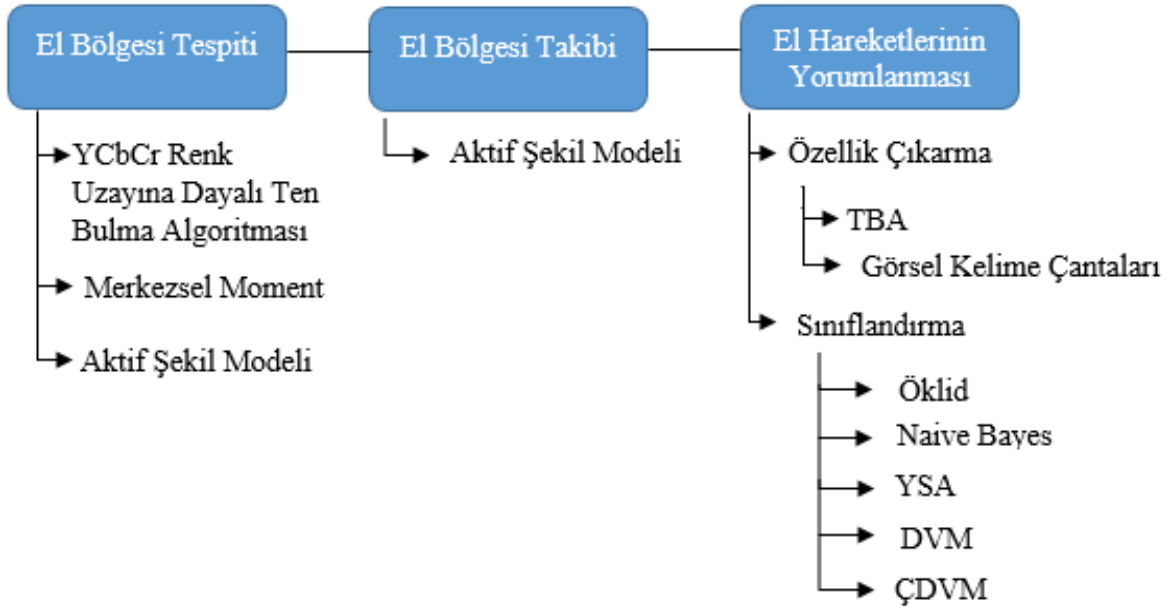 El Bölgesi Tespiti
YCbCr Renk
Uzayına Dayalı Ten
Bulma Algoritması
Merkezsel Moment
Aktif Şekil Modeli
El Bölgesi Takibi
Aktif Şekil Modeli
El Hareketlerinin
Yorumlanması
Özellik Çıkarma
TBA
Görsel Kelime Çantaları
Sınıflandırma
Öklid
Naive Bayes
YSA
DVM
ÇDVM